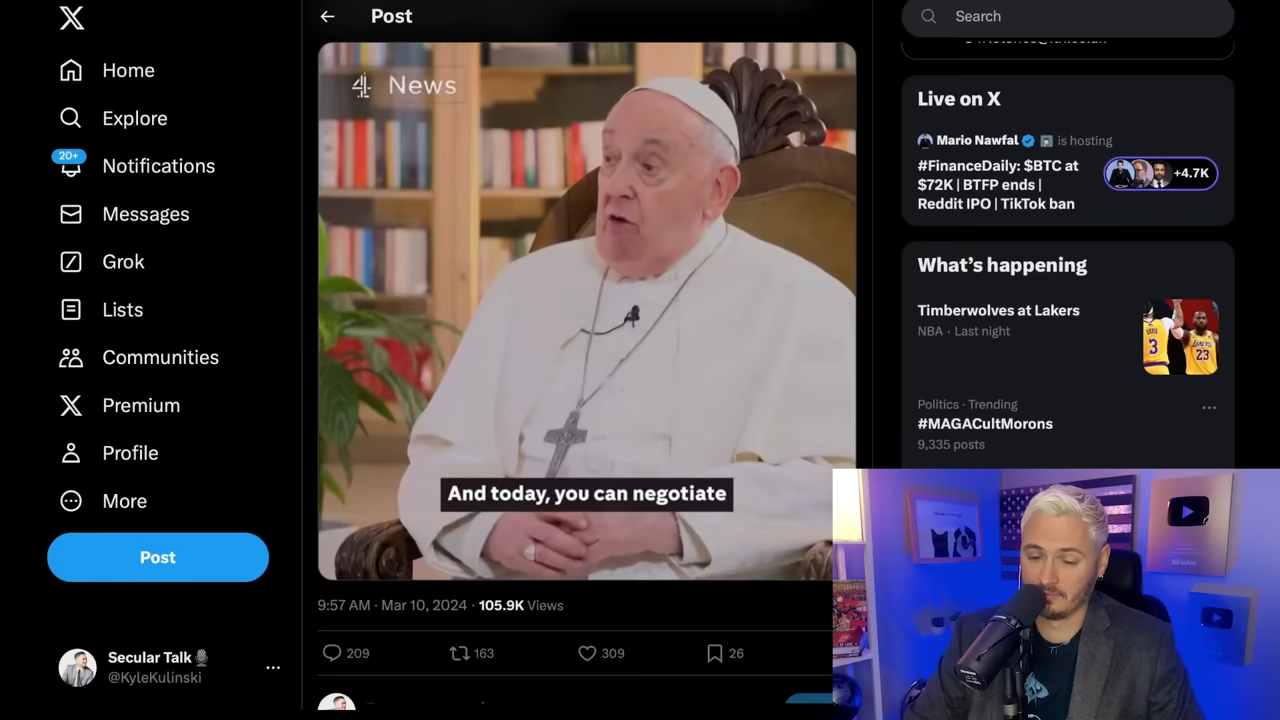 Home
Explore
20+
Notifications
Messages
Grok
Lists
Communities
Premium
Profile
More
Post
Secular Talk
@KyleKulinski
Post
4 News
And today, you can negotiate
9:57 AM · Mar 10, 2024 · 105.9K Views
209
163
309
26
Search
Live on X
Mario Nawfal is hosting
#FinanceDaily: $BTC at
$72K | BTFP ends |
Reddit IPO | TikTok ban
+4.7K
What's happening
Timberwolves at Lakers
NBA · Last night
3
23
Politics · Trending
#MAGACultMorons
9,335 posts